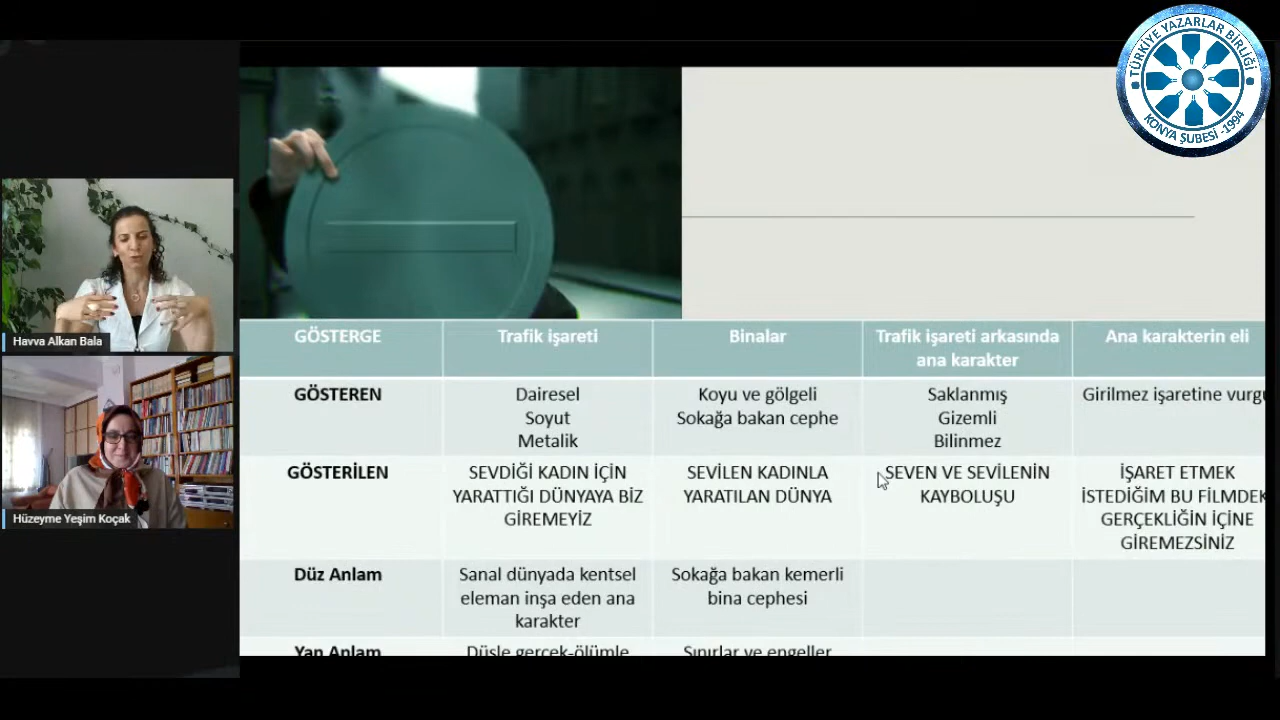 TÜRKİYE YAZARLAR BİRLİĞİ
KONYA ŞUBESİ -1994
Havva Alkan Bala
Hüzeyme Yeşim Koçak
GÖSTERGE
Trafik işareti
Binalar
Trafik işareti arkasında
ana karakter
Ana karakterin eli
GÖSTEREN
Dairesel
Soyut
Metalik
Koyu ve gölgeli
Sokağa bakan cephe
Saklanmış
Gizemli
Bilinmez
Girilmez işaretine vurgu
GÖSTERİLEN
SEVDİĞİ KADIN İÇİN
YARATTIĞI DÜNYAYA BİZ
GİREMEYİZ
SEVİLEN KADINLA
YARATILAN DÜNYA
SEVEN VE SEVİLENİN
KAYBOLUŞU
İŞARET ETMEK
İSTEDİĞİM BU FİLMDEK
GERÇEKLİĞİN İÇİNE
GİREMEZSİNİZ
Düz Anlam
Sanal dünyada kentsel
eleman inşa eden ana
karakter
Sokağa bakan kemerli
bina cephesi
Yan Anlam
Düşle gerçek-ölümle
Sınırlar ve engeller